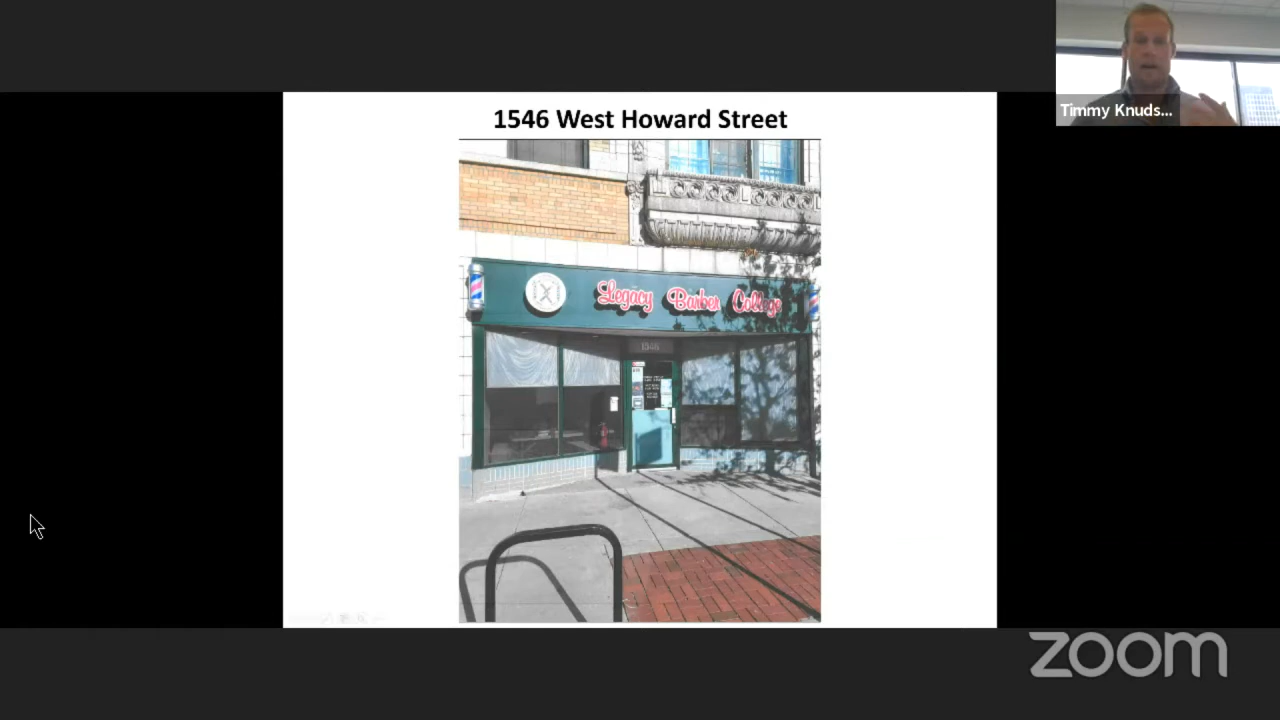 1546 West Howard Street
Timmy Knuds...
Legacy Barber College
1546
zoom